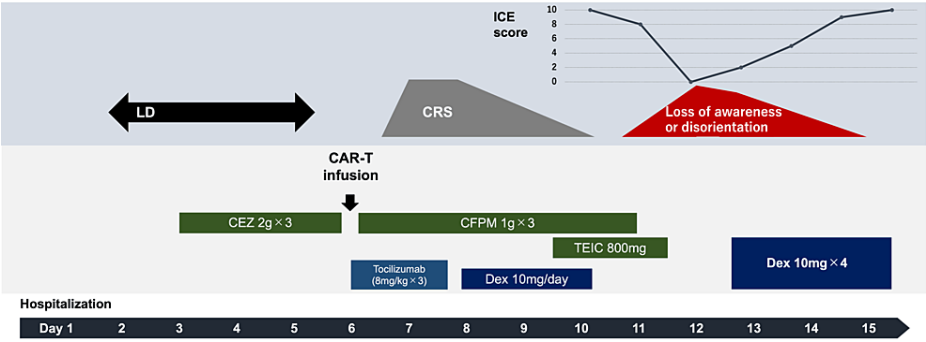 ICE
score
10
8
6
4
2
0
LD
CRS
Loss of awareness
or disorientation
CAR-T
infusion
CEZ 2g×3
CFPM 1g×3
TEIC 800mg
Tocilizumab
(8mg/kg×3)
Dex 10mg/day
Dex 10mg×4
Hospitalization
Day 1 2 3 4 5 6 7 8 9 10 11 12 13 14 15